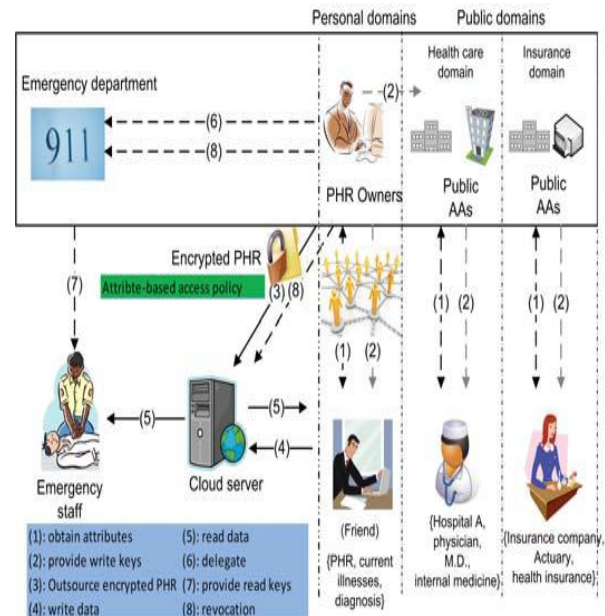 Personal domains
Public domains
Health care domain
Insurance domain
Emergency department
911
(6)
(8)
(2)
PHR Owners
Public AAs
Public AAs
Encrypted PHR
Attribte-based access policy
(3)
(8)
(7)
(1)
(2)
(1)
(2)
(1)
(2)
(5)
(5)
(4)
Emergency staff
Cloud server
(Friend)
{PHR, current illnesses, diagnosis}
{Hospital A, physician, M.D., internal medicine}
{Insurance company, Actuary, health insurance}
(1): obtain attributes
(2): provide write keys
(3): Outsource encrypted PHR
(4): write data
(5): read data
(6): delegate
(7): provide read keys
(8): revocation